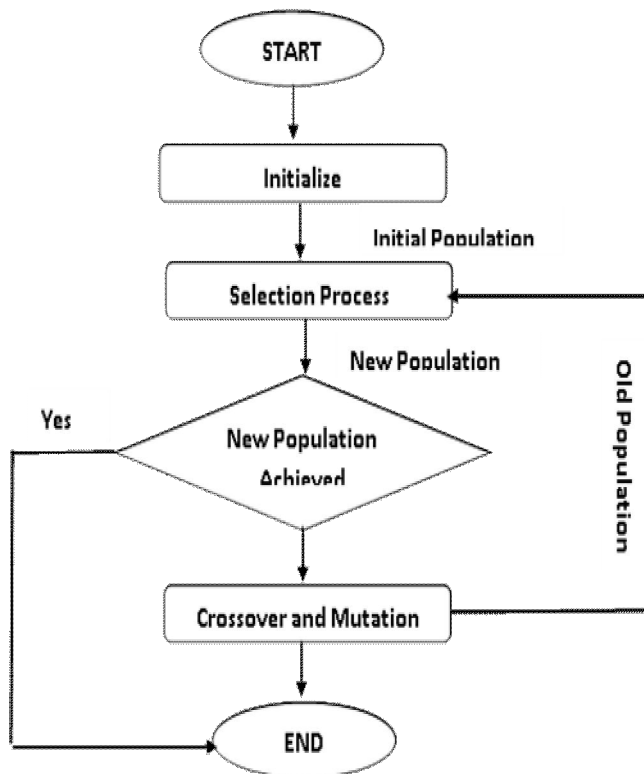 START
Initialize
Initial Population
Selection Process
New Population
Yes
New Population
Achieved
Old Population
Crossover and Mutation
END